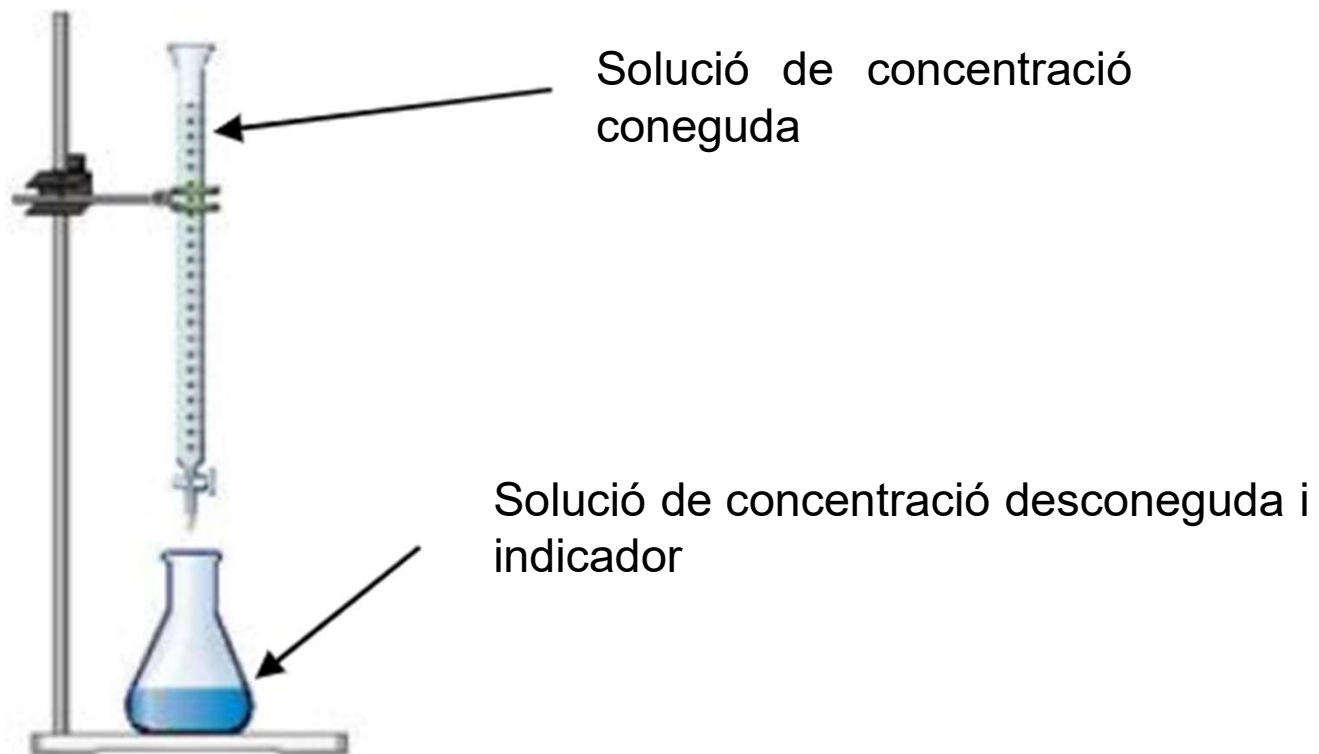 Solució de concentració
coneguda
Solució de concentració desconeguda i
indicador